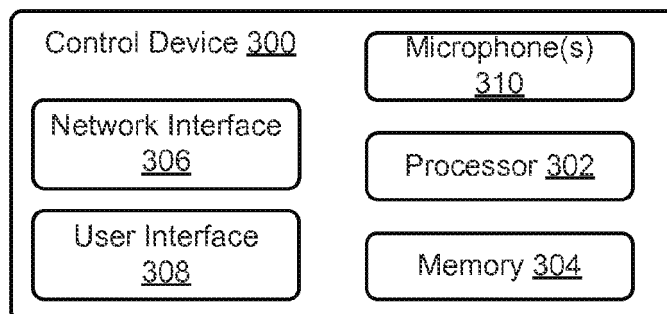 Control Device 300
Microphone(s)
310
Network Interface
306
Processor 302
User Interface
308
Memory 304